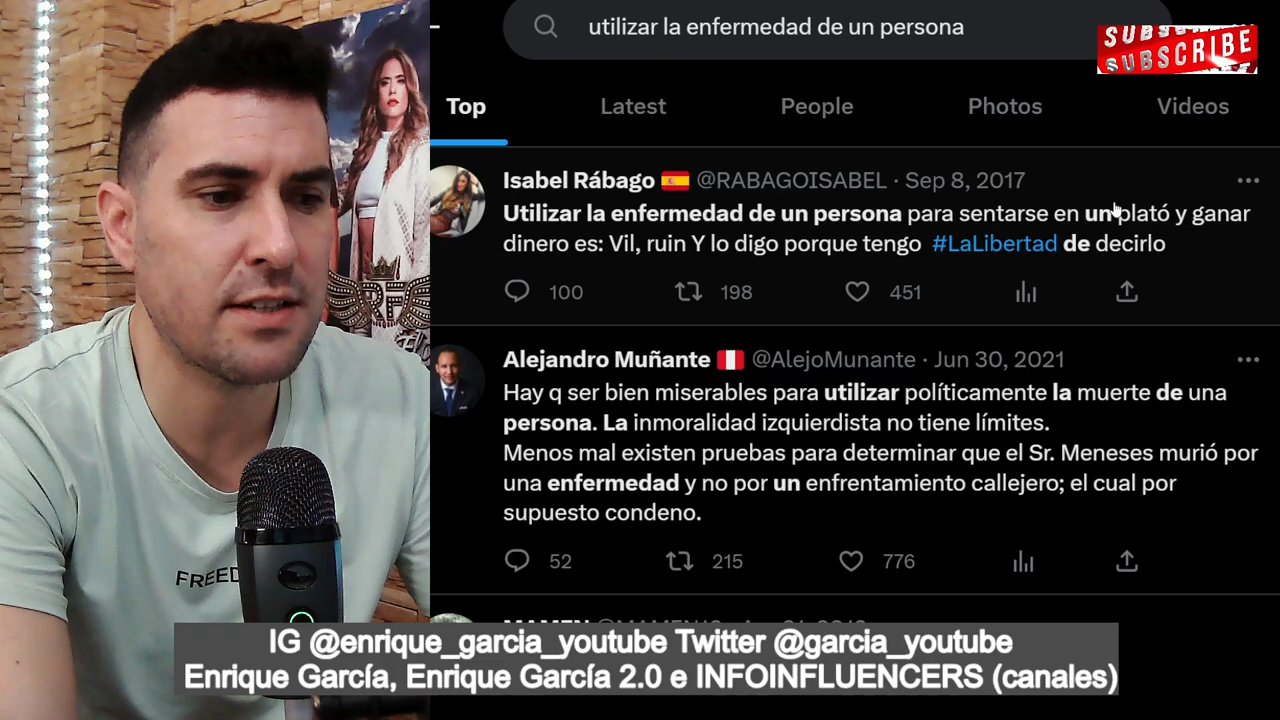 utilizar la enfermedad de un persona
SUBSCRIBE
SUBSCRIBE
Top
Latest
People
Photos
Videos
Isabel Rábago 🇪🇸 @RABAGOISABEL · Sep 8, 2017
Utilizar la enfermedad de un persona para sentarse en un plató y ganar
dinero es: Vil, ruin Y lo digo porque tengo #LaLibertad de decirlo
100
198
451
Alejandro Muñante 🇵🇪 @AlejoMunante · Jun 30, 2021
Hay q ser bien miserables para utilizar políticamente la muerte de una
persona. La inmoralidad izquierdista no tiene límites.
Menos mal existen pruebas para determinar que el Sr. Meneses murió por
una enfermedad y no por un enfrentamiento callejero; el cual por
supuesto condeno.
52
215
776
RF
FREED
IG @enrique_garcia_youtube Twitter @garcia_youtube
Enrique García, Enrique García 2.0 e INFOINFLUENCERS (canales)